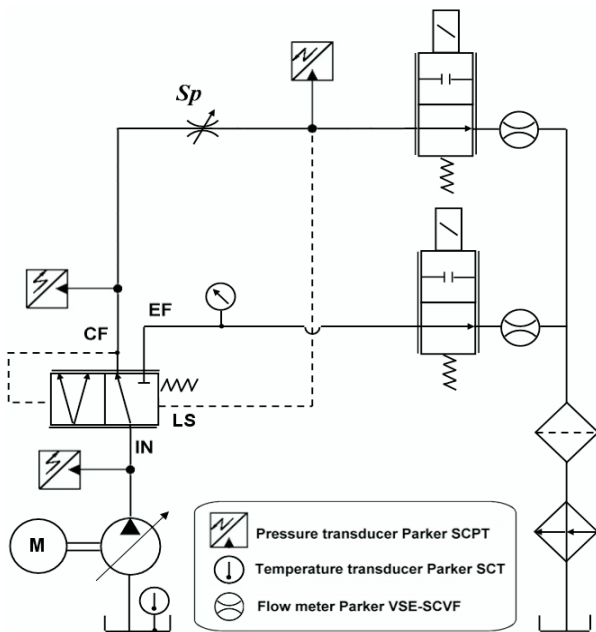 Sp
EF
CF
LS
IN
M
Pressure transducer Parker SCPT
Temperature transducer Parker SCT
Flow meter Parker VSE-SCVF